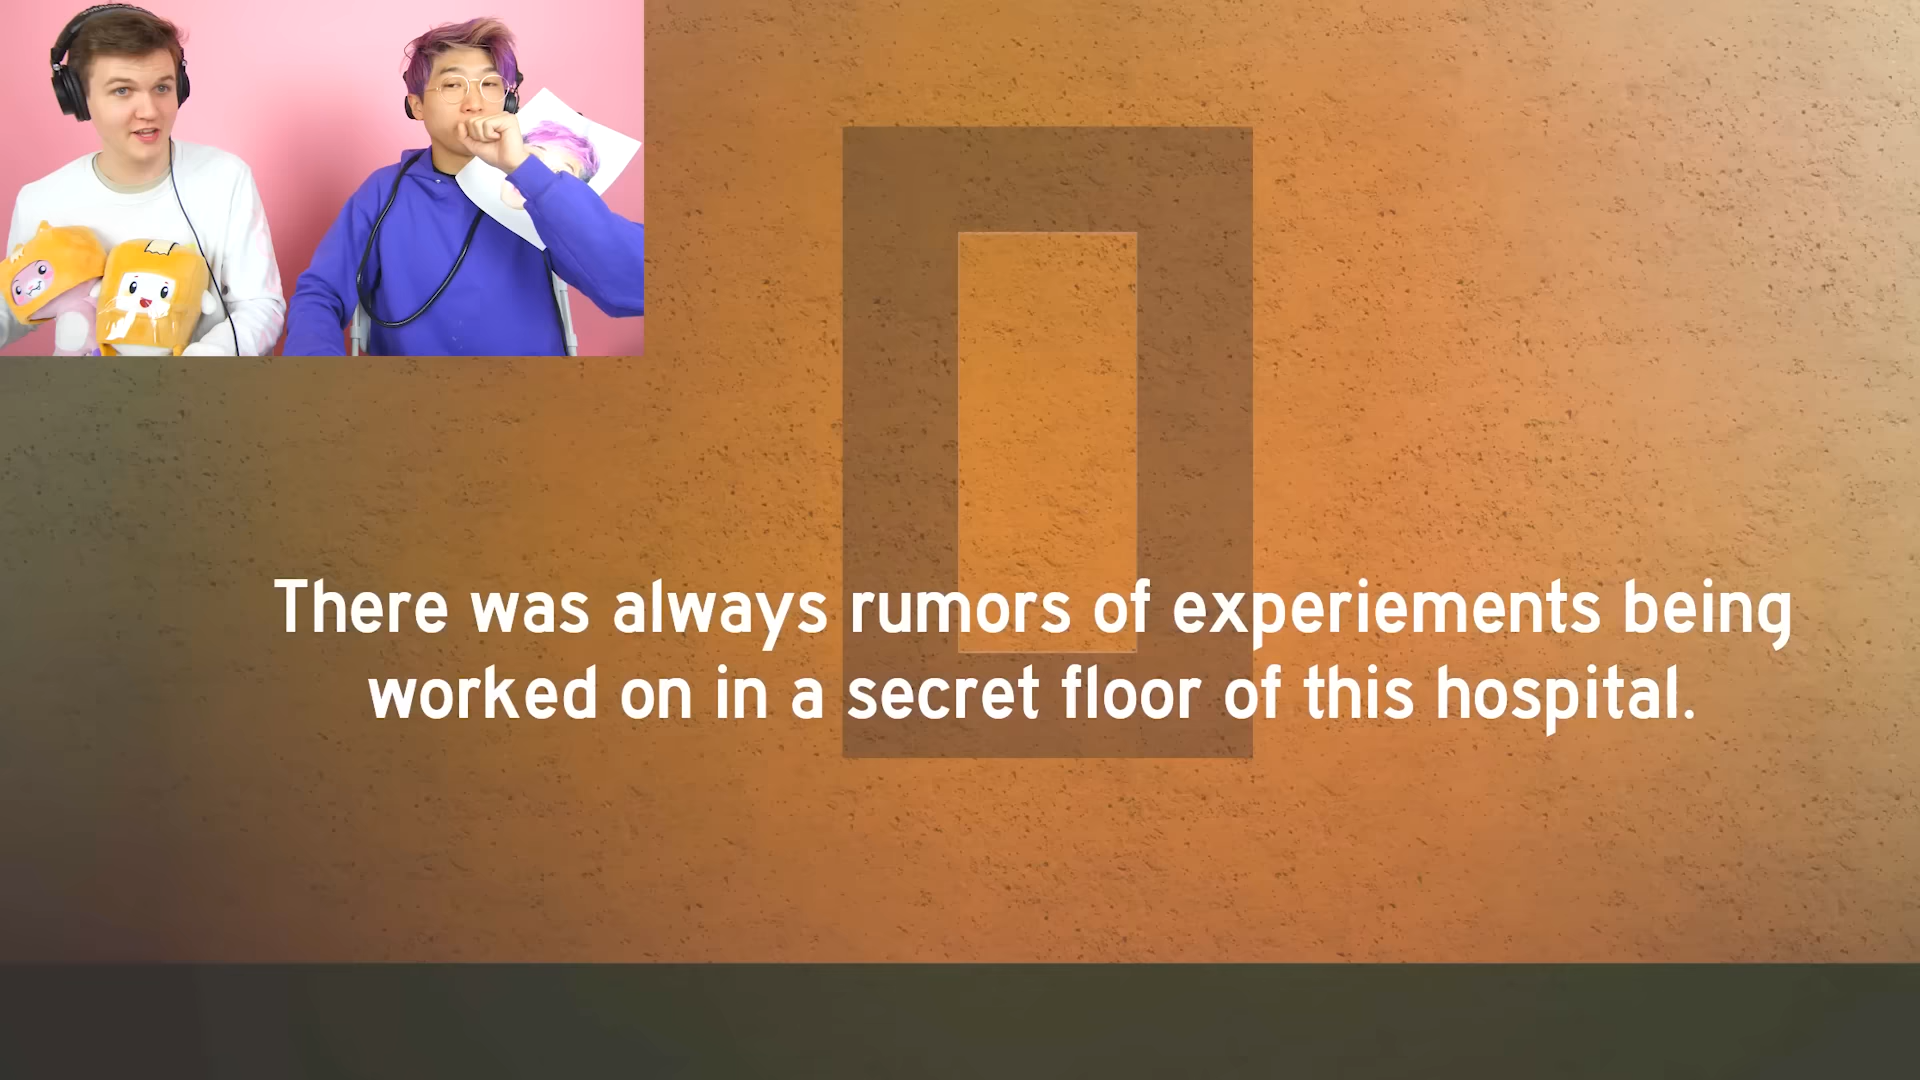 There was always rumors of experiements being
worked on in a secret floor of this hospital.